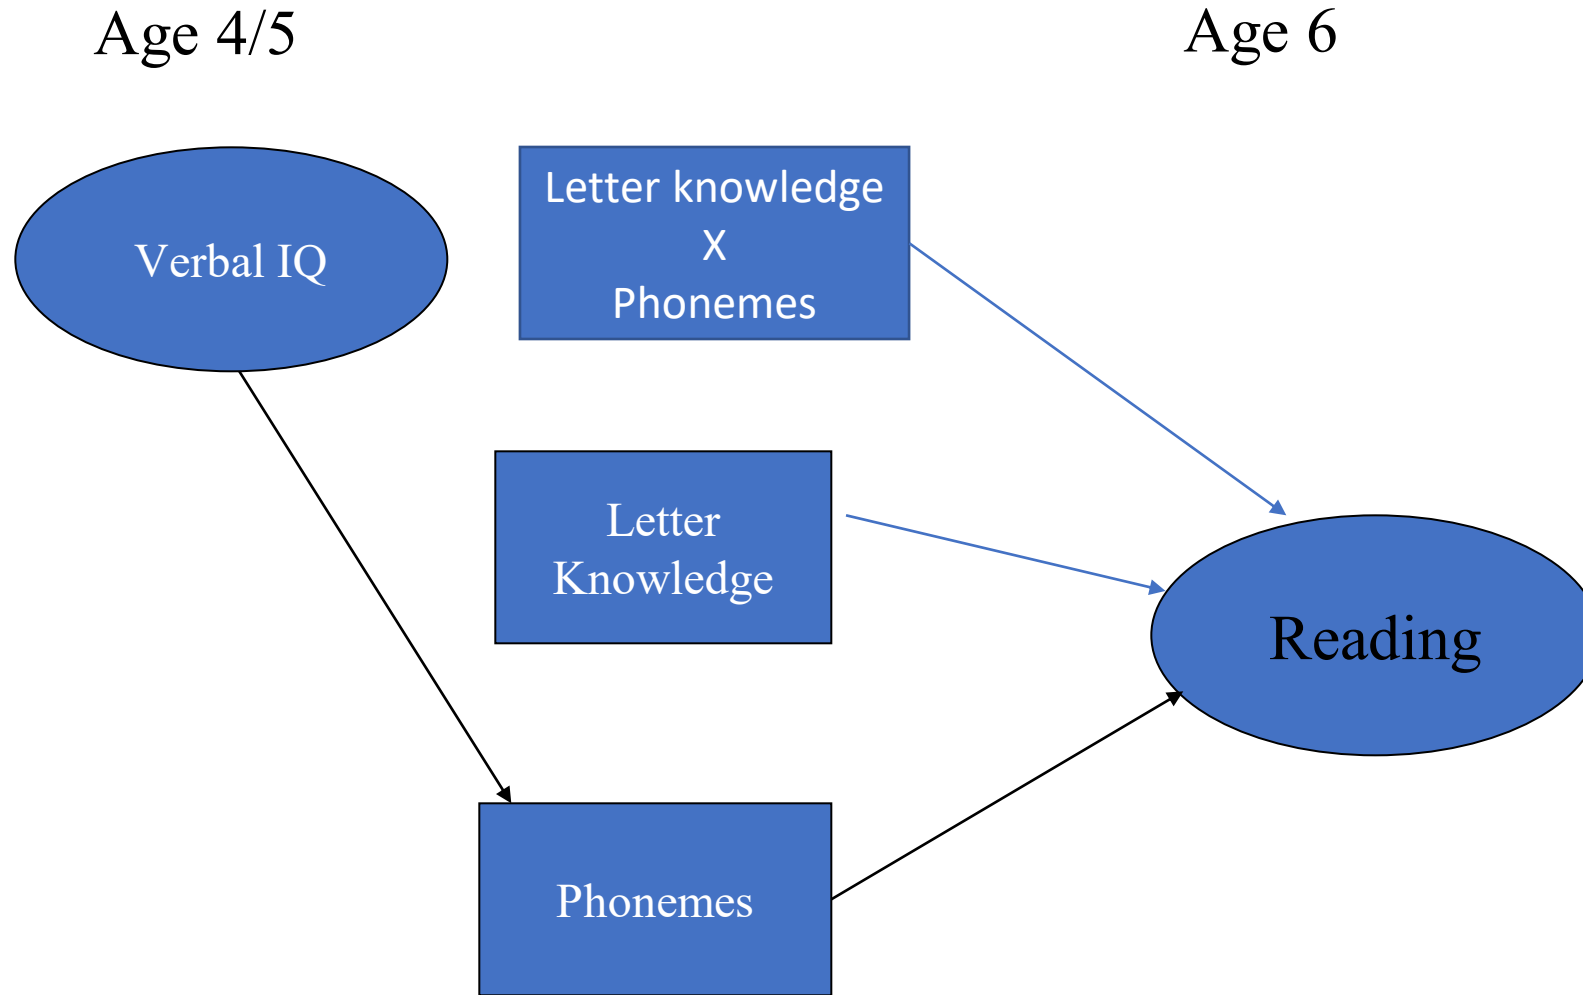 Age 4/5
Age 6
Verbal IQ
Letter knowledge
X
Phonemes
Letter
Knowledge
Reading
Phonemes